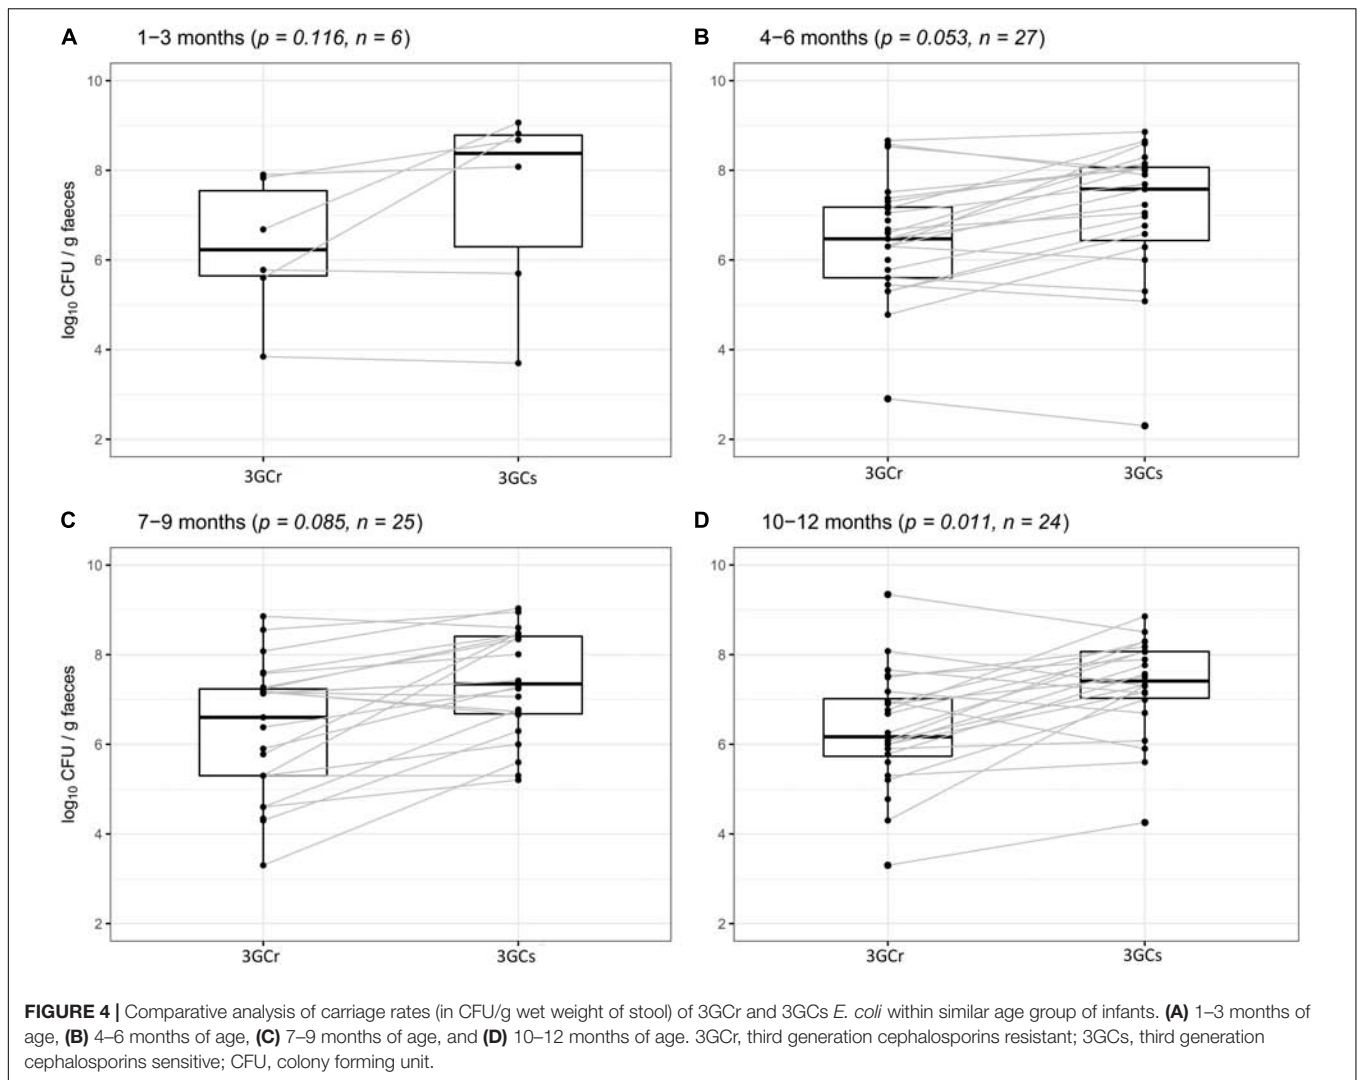 A 1−3 months (p = 0.116, n = 6)
10
8
6
4
2
log10 CFU / g faeces
3GCr 3GCs
B 4−6 months (p = 0.053, n = 27)
10
8
6
4
2
3GCr 3GCs
C 7−9 months (p = 0.085, n = 25)
10
8
6
4
2
log10 CFU / g faeces
3GCr 3GCs
D 10−12 months (p = 0.011, n = 24)
10
8
6
4
2
3GCr 3GCs
FIGURE 4 | Comparative analysis of carriage rates (in CFU/g wet weight of stool) of 3GCr and 3GCs E. coli within similar age group of infants. (A) 1–3 months of
age, (B) 4–6 months of age, (C) 7–9 months of age, and (D) 10–12 months of age. 3GCr, third generation cephalosporins resistant; 3GCs, third generation
cephalosporins sensitive; CFU, colony forming unit.